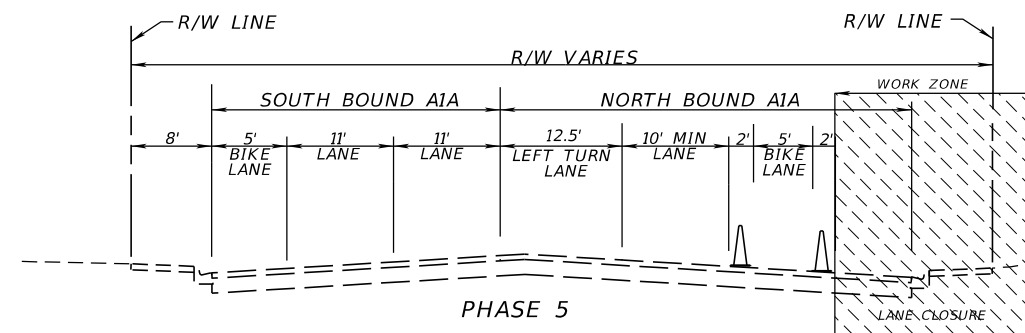 R/W LINE
R/W LINE
R/W VARIES
WORK ZONE
SOUTH BOUND A1A
NORTH BOUND A1A
8'
5'
BIKE
LANE
11'
LANE
11'
LANE
12.5'
LEFT TURN
LANE
10' MIN
LANE
2'
5'
BIKE
LANE
2'
PHASE 5
LANE CLOSURE